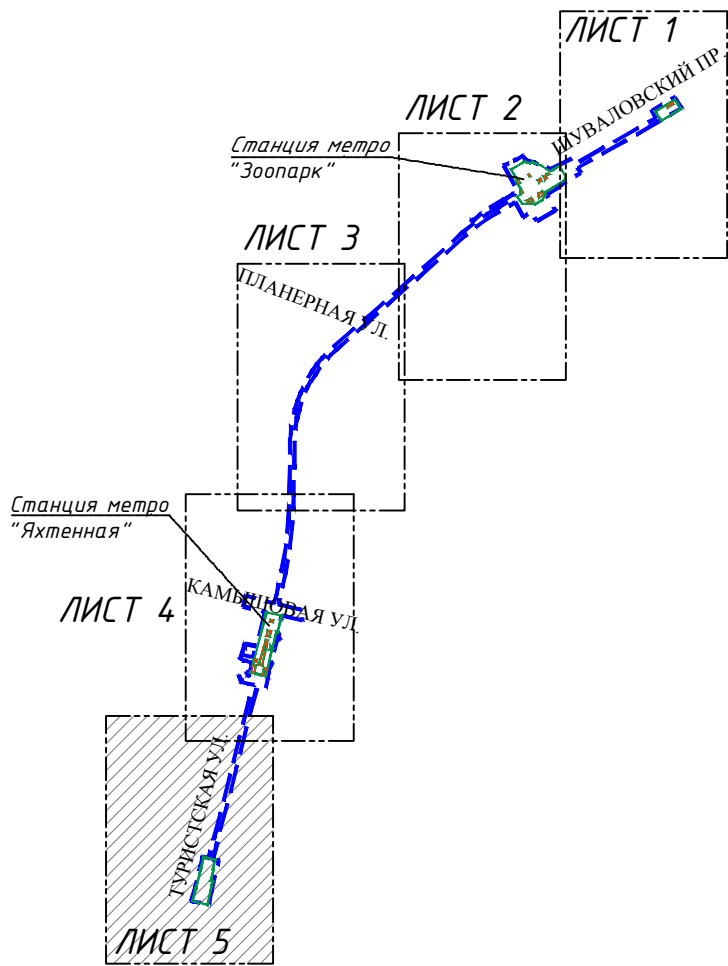 ЛИСТ 1
ШУВАЛОВСКИЙ ПР.
ЛИСТ 2
Станция метро
"Зоопарк"
ЛИСТ 3
ПЛАНЕРНАЯ УЛ.
Станция метро
"Яхтенная"
КАМЫШОВАЯ УЛ.
ЛИСТ 4
ТУРИСТСКАЯ УЛ.
ЛИСТ 5